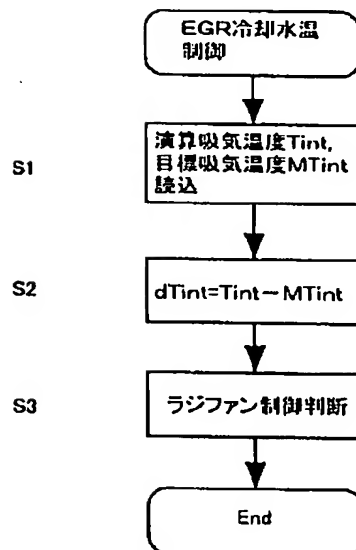 EGR冷却水温
制御
S1
演算吸気温度Tint,
目標吸気温度MTint
読込
S2
dTint=Tint－MTint
S3
ラジファン制御判断
End